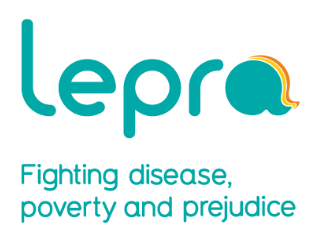 lepra
Fighting disease,
poverty and prejudice